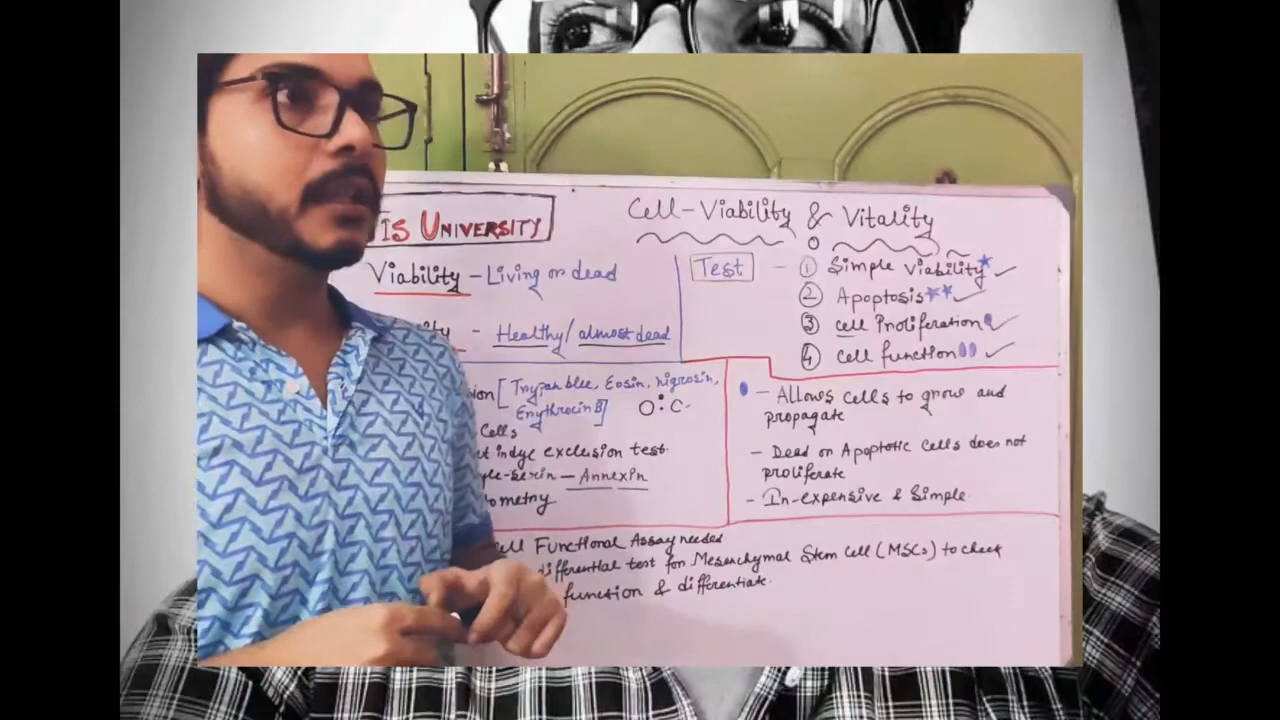 Cell-Viability & Vitality
TIS UNIVERSITY
Viability - Living or dead
- Healthy/almost dead
Test - ① Simple viability
② Apoptosis
③ cell Proliferation
④ cell function
[Trypan blue, Eosin, nigrosin,
Erythrocin B]
Cells
indye exclusion test
- Annexin
- Allows cells to grow and
propagate
- Dead or Apoptotic cells does not
proliferate
- In-expensive & Simple
Functional Assay needed
differential test for Mesenchymal Stem Cell (MSCs) to check
function & differentiate.